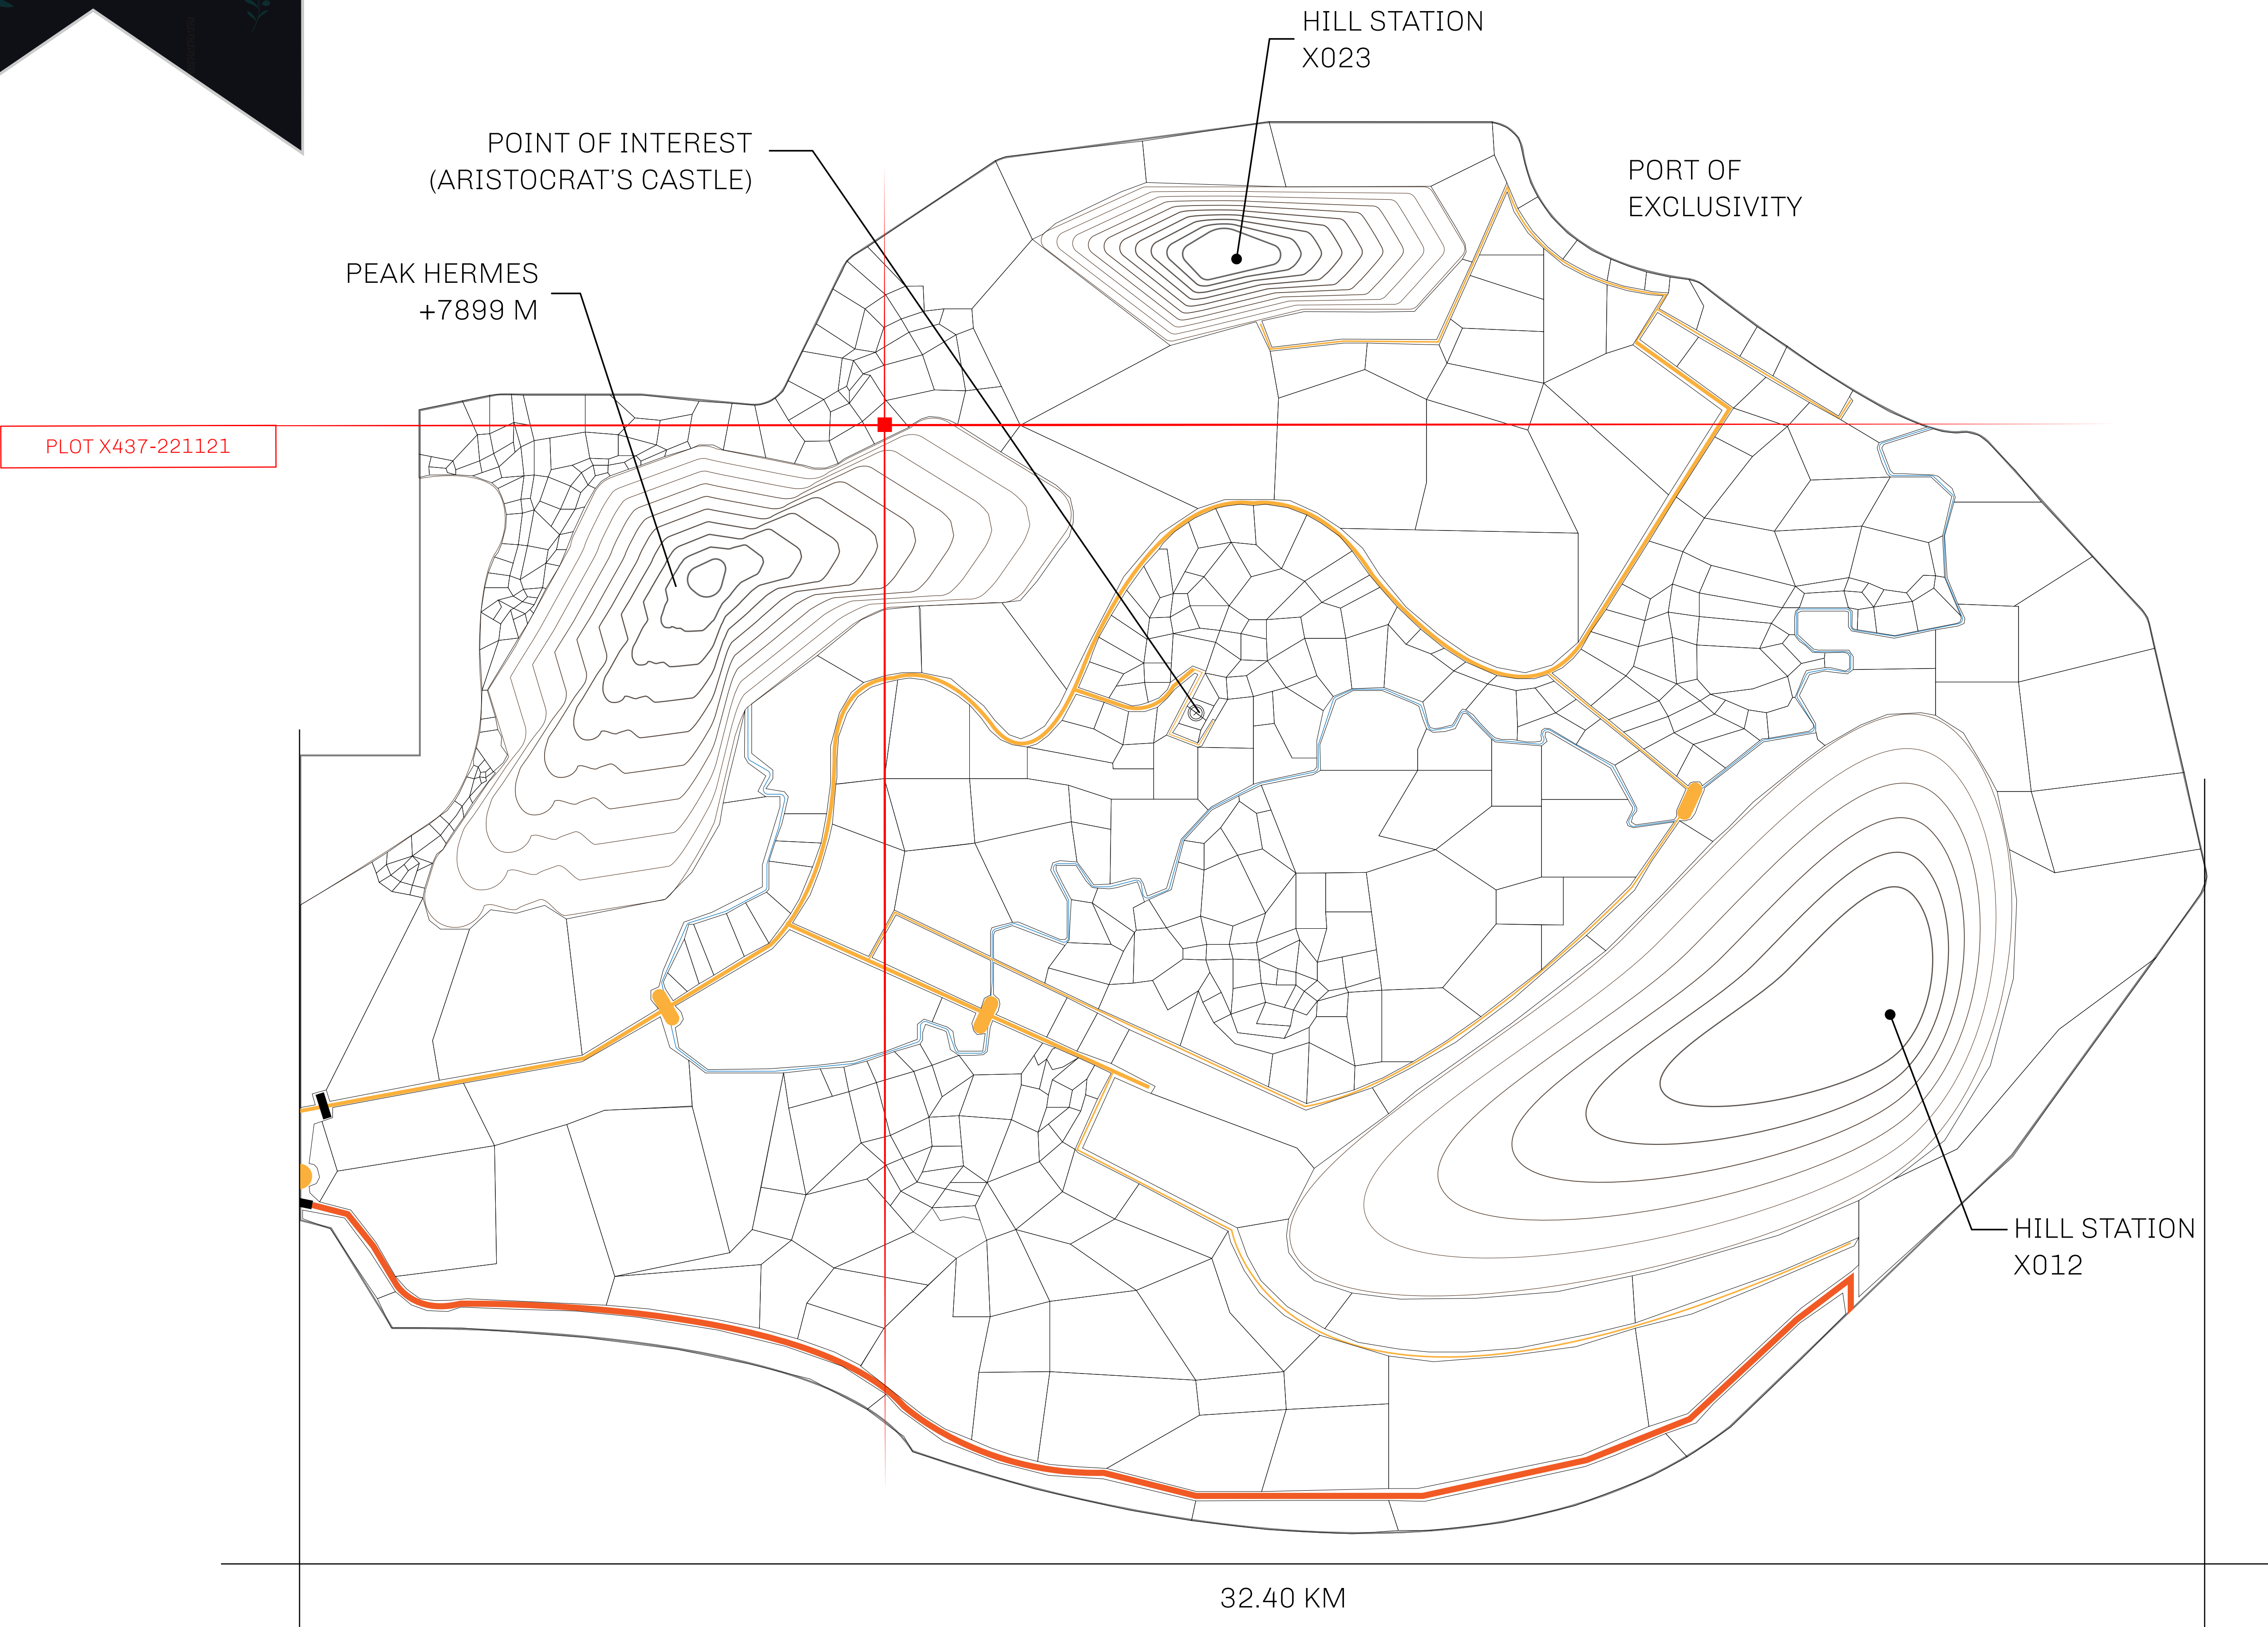 HILL STATION
X023
POINT OF INTEREST
(ARISTOCRAT'S CASTLE)
PORT OF
EXCLUSIVITY
PEAK HERMES
+7899 M
PLOT X437-221121
HILL STATION
X012
32.40 KM